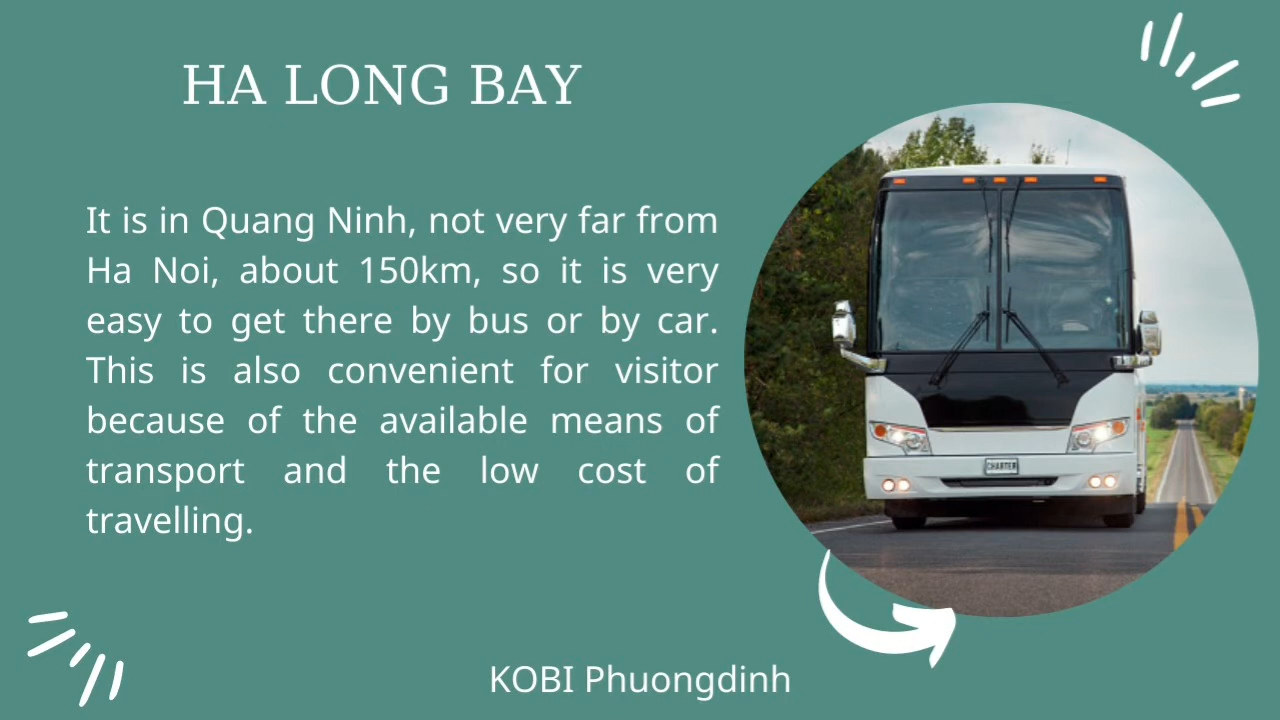 HA LONG BAY
It is in Quang Ninh, not very far from
Ha Noi, about 150km, so it is very
easy to get there by bus or by car.
This is also convenient for visitor
because of the available means of
transport and the low cost of
travelling.
CHARTER
KOBI Phuongdinh